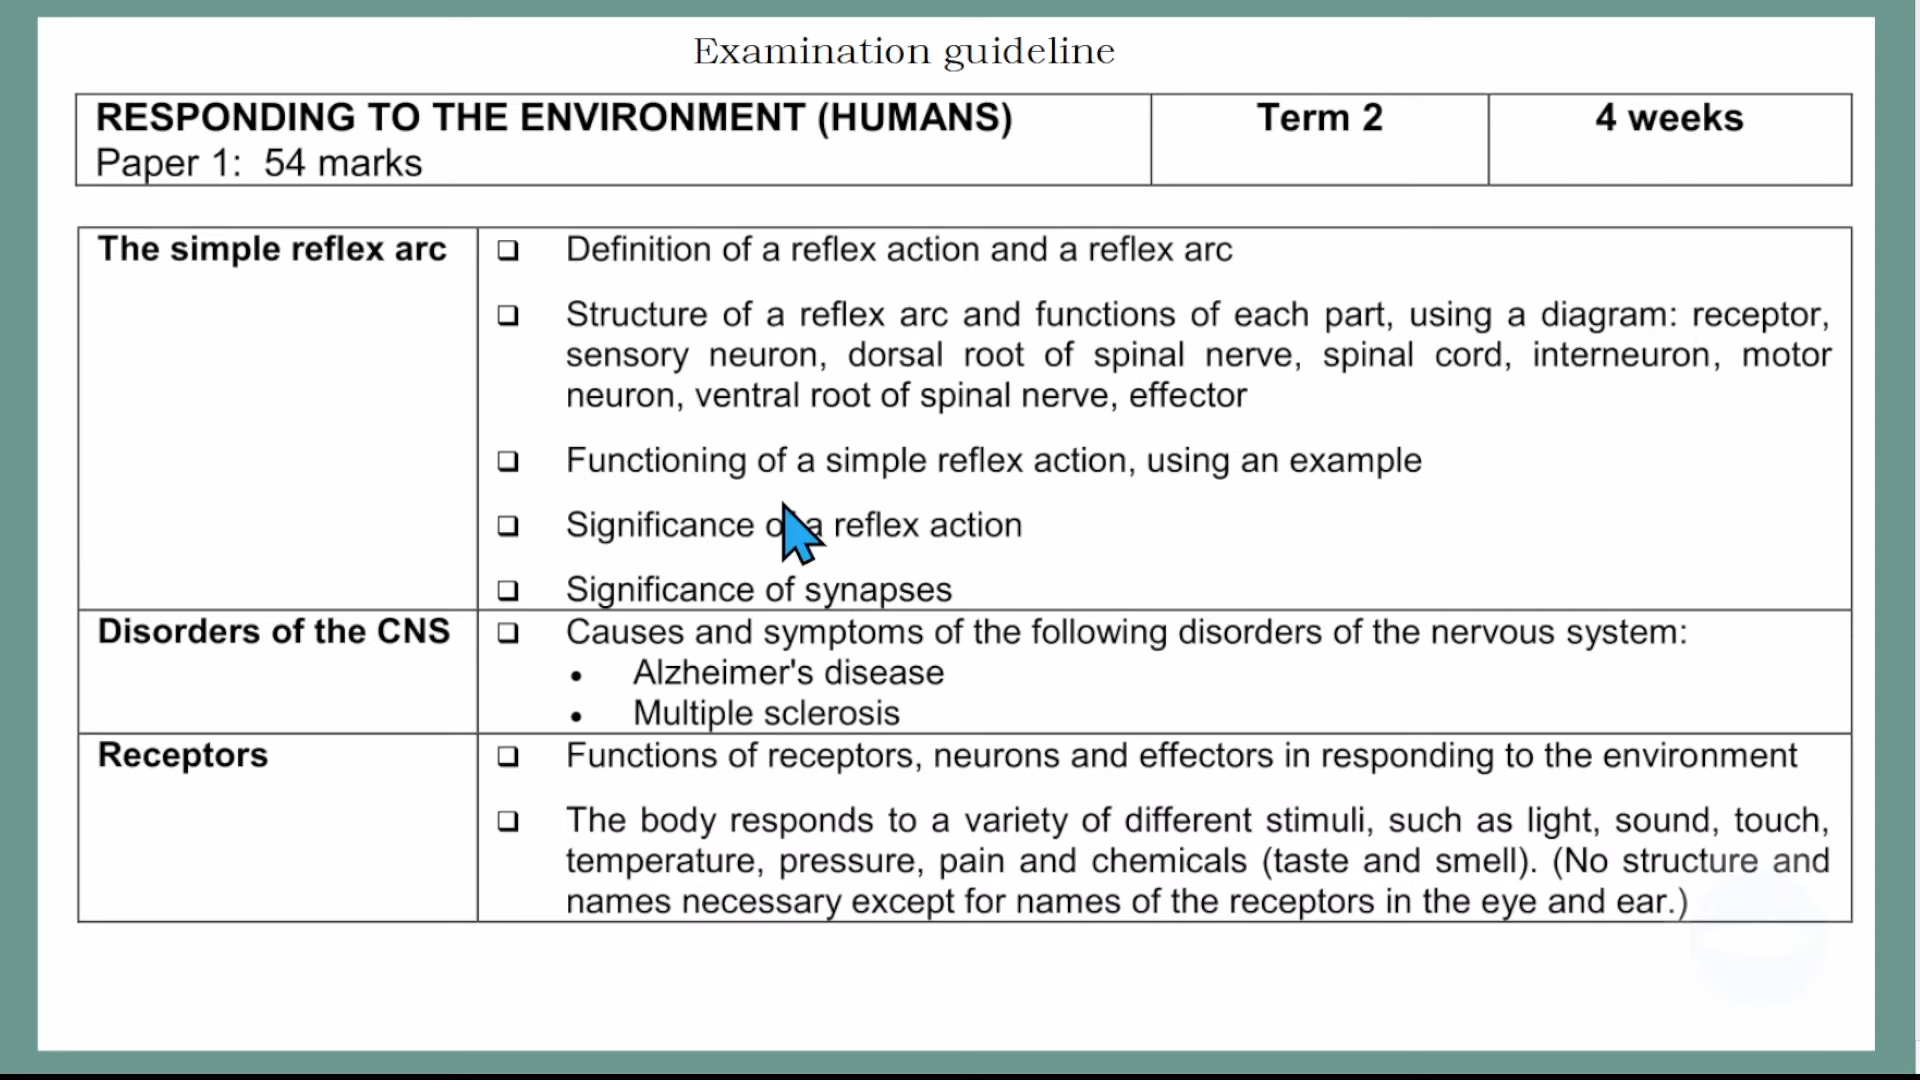 Examination guideline
RESPONDING TO THE ENVIRONMENT (HUMANS)
Paper 1: 54 marks
Term 2
4 weeks
The simple reflex arc
❑ Definition of a reflex action and a reflex arc
❑ Structure of a reflex arc and functions of each part, using a diagram: receptor,
sensory neuron, dorsal root of spinal nerve, spinal cord, interneuron, motor
neuron, ventral root of spinal nerve, effector
❑ Functioning of a simple reflex action, using an example
❑ Significance of a reflex action
❑ Significance of synapses
Disorders of the CNS
❑ Causes and symptoms of the following disorders of the nervous system:
• Alzheimer's disease
• Multiple sclerosis
Receptors
❑ Functions of receptors, neurons and effectors in responding to the environment
❑ The body responds to a variety of different stimuli, such as light, sound, touch,
temperature, pressure, pain and chemicals (taste and smell). (No structure and
names necessary except for names of the receptors in the eye and ear.)